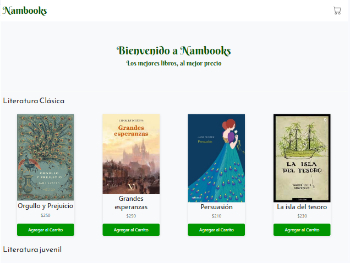 Nambooks
Bienvenido a Nambooks
Los mejores libros, al mejor precio
Literatura Clásica
Grandes
esperanzas
Persuasión
LA ISLA
DEL TESORO
Orgullo y Prejuicio
$250
Agregar al Carrito
Grandes
esperanzas
$250
Agregar al Carrito
Persuasión
$210
Agregar al Carrito
La isla del tesoro
$230
Agregar al Carrito
Literatura juvenil